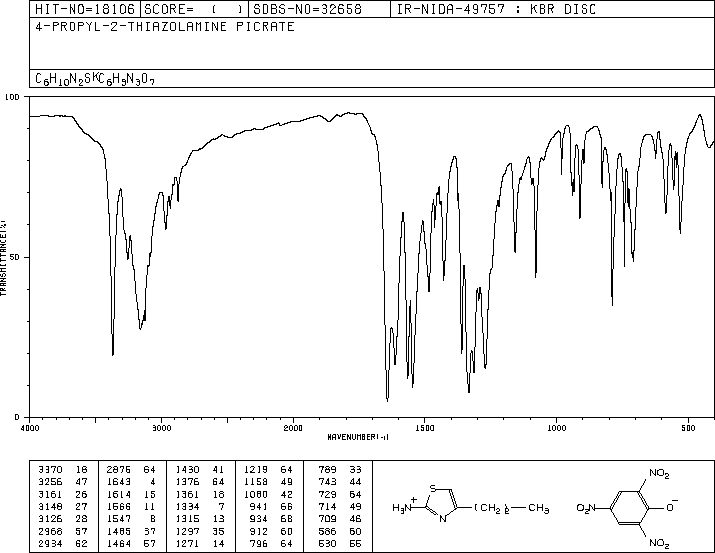 HIT-NO=18106 SCORE= ( ) SDBS-NO=32658 IR-NIDA-49757 : KBR DISC
4-PROPYL-2-THIAZOLAMINE PICRATE
C6H10N2S*C6H3N3O7
100
50
0
TRANSMITTANCE(%)
4000 3000 2000 1500 1000 500
WAVENUMBER(-1)
3370 18 2876 64 1430 41 1219 64 789 33
3256 47 1643 4 1376 64 1158 49 743 44
3161 26 1614 15 1361 18 1080 42 729 64
3148 27 1566 11 1334 7 941 66 714 49
3126 28 1547 8 1315 13 934 68 709 46
2966 57 1485 37 1297 35 912 60 586 60
2934 62 1464 57 1271 14 796 64 530 55
S
H3N + N (CH2)2 CH3
NO2
O2N O−
NO2